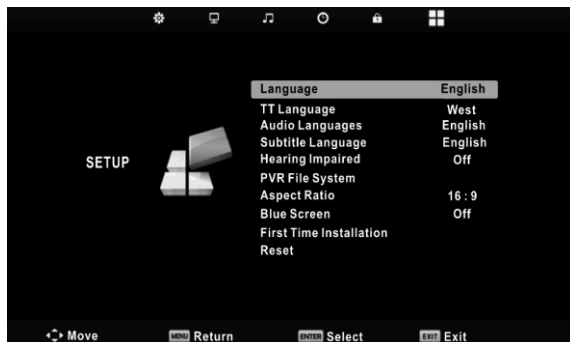 Language English
TT Language West
Audio Languages English
Subtitle Language English
SETUP
Hearing Impaired Off
PVR File System
Aspect Ratio 16 : 9
Blue Screen Off
First Time Installation
Reset
Move MENU Return ENTER Select EXIT Exit